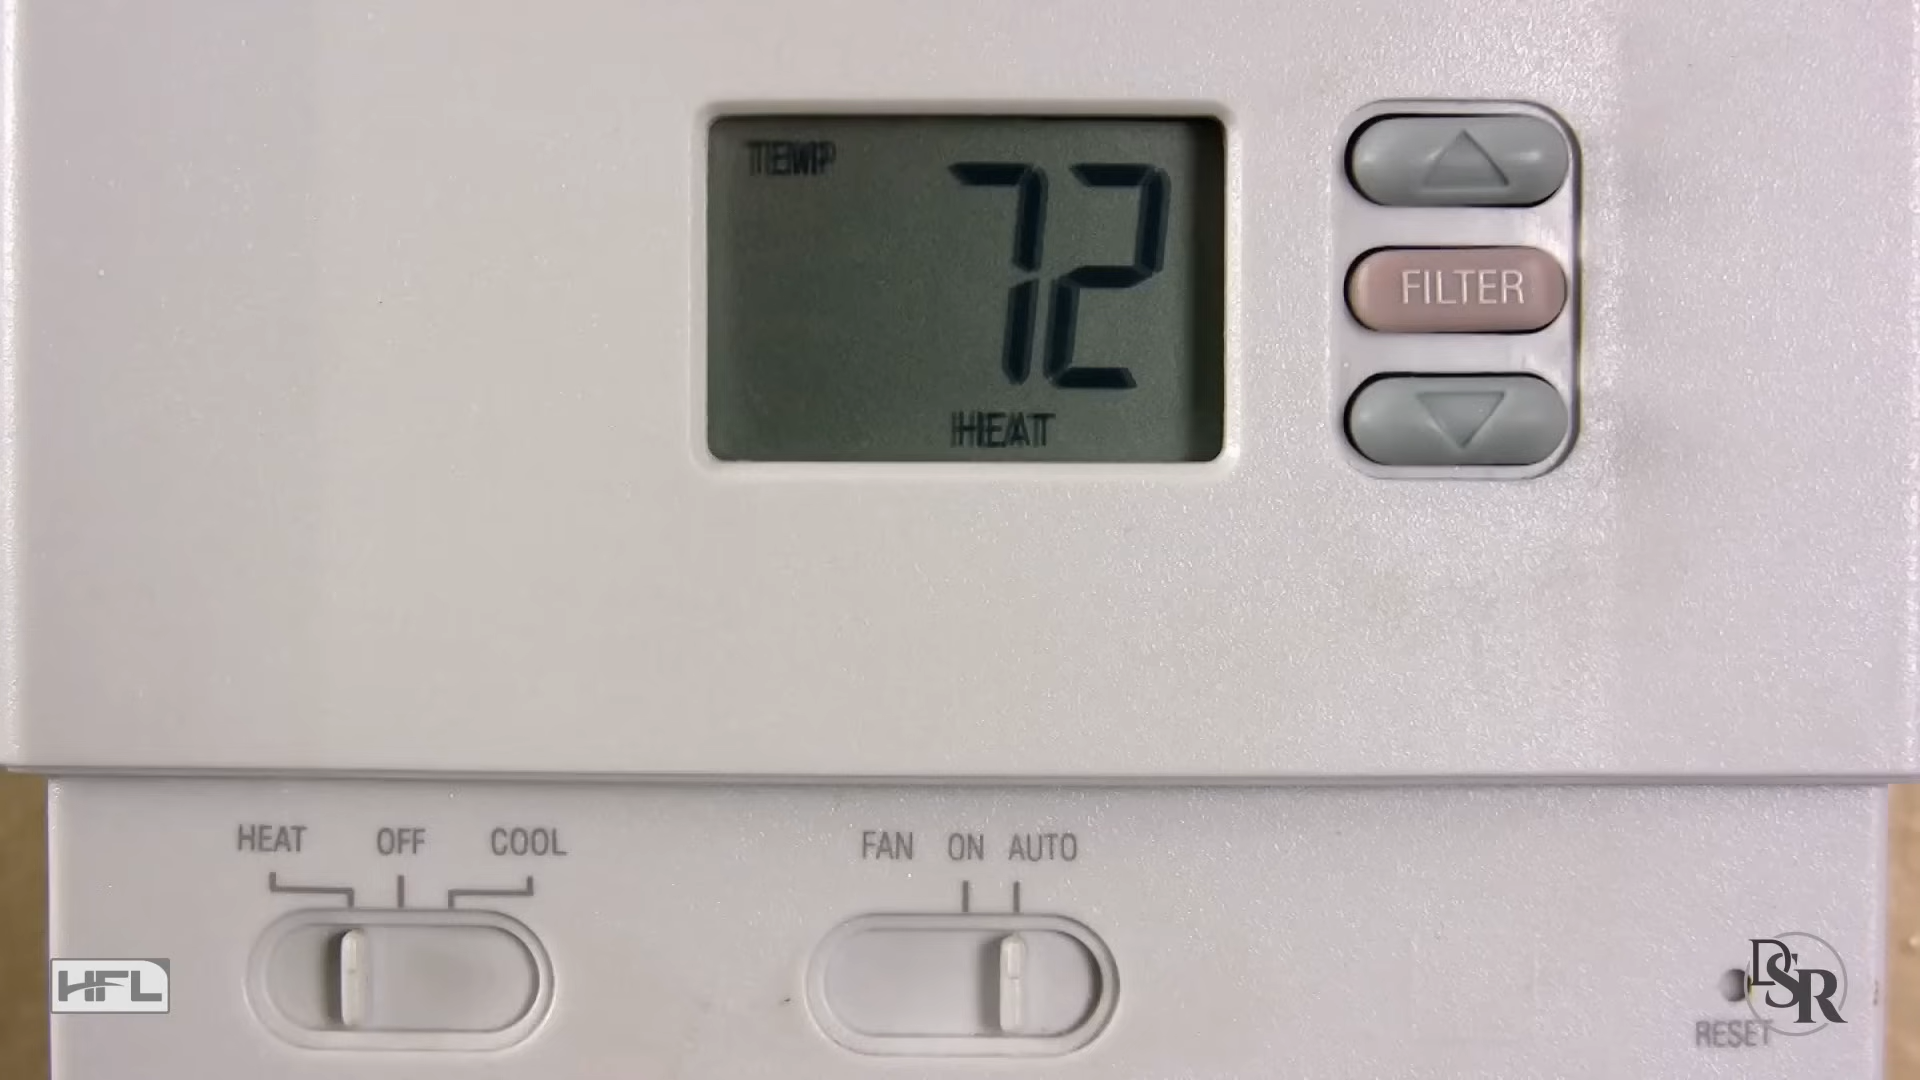 TEMP
72
FILTER
HEAT
HEAT OFF COOL
FAN ON AUTO
HFL
DSR
RESET